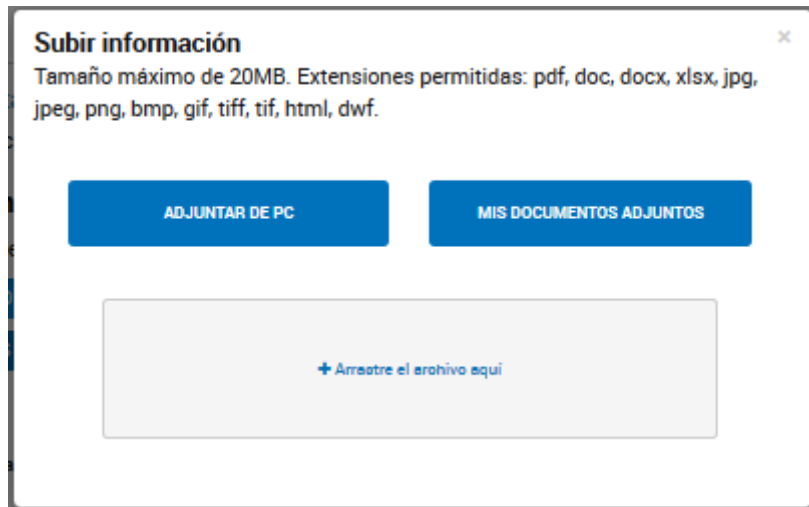 Subir información
Tamaño máximo de 20MB. Extensiones permitidas: pdf, doc, docx, xlsx, jpg,
jpeg, png, bmp, gif, tiff, tif, html, dwf.
ADJUNTAR DE PC
MIS DOCUMENTOS ADJUNTOS
+ Arrastre el archivo aquí